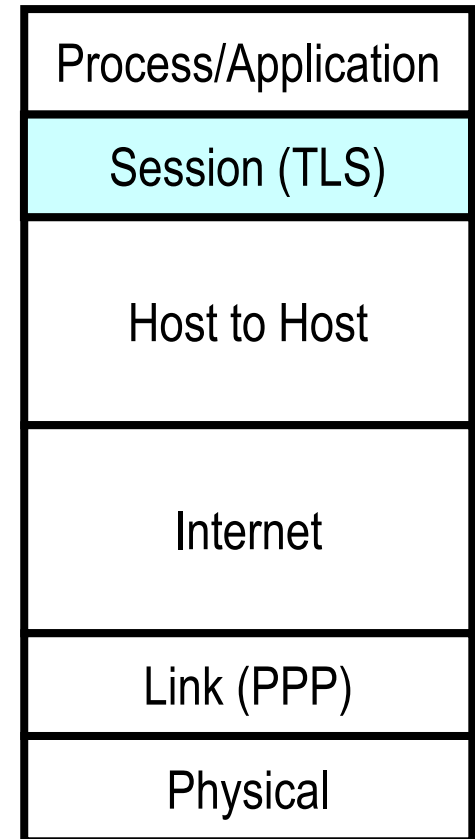 Process/Application
Session (TLS)
Host to Host
Internet
Link (PPP)
Physical